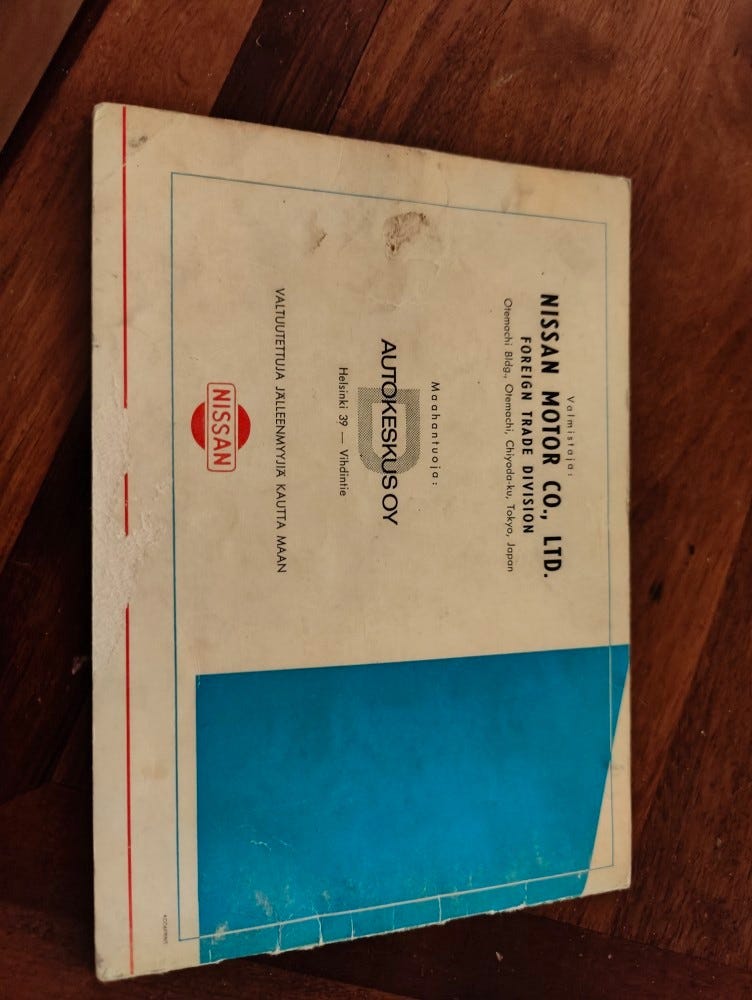 Valmistaja:
NISSAN MOTOR CO., LTD.
FOREIGN TRADE DIVISION
Otemachi Bldg., Otemachi, Chiyoda-ku, Tokyo, Japan
Maahantuoja:
AUTOKESKUS OY
Helsinki 39 — Vihdintie
VALTUUTETTUJA JÄLLEENMYYJIÄ KAUTTA MAAN
NISSAN